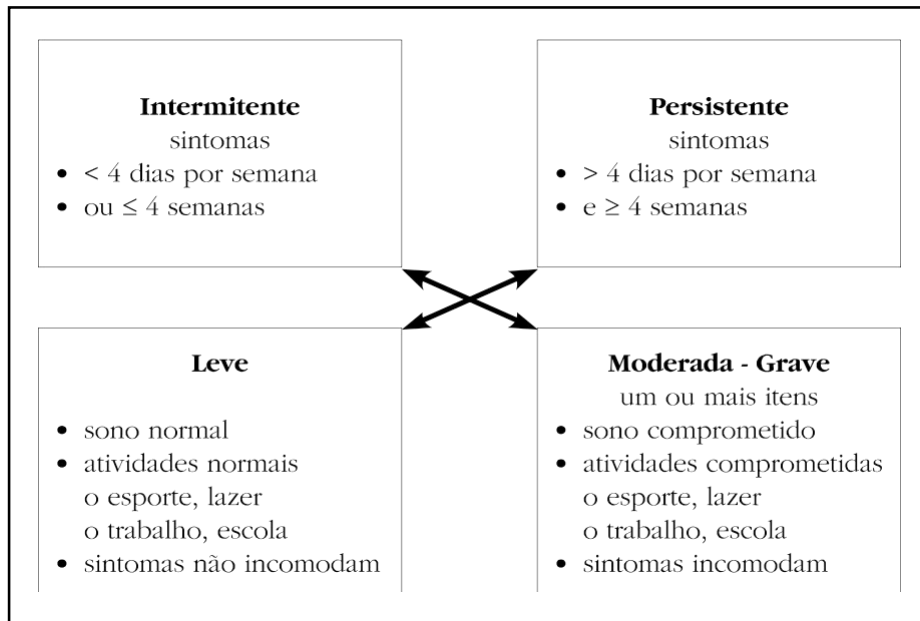 Intermitente
sintomas
• < 4 dias por semana
• ou ≤ 4 semanas
Persistente
sintomas
• > 4 dias por semana
• e ≥ 4 semanas
Leve
• sono normal
• atividades normais
o esporte, lazer
o trabalho, escola
• sintomas não incomodam
Moderada - Grave
um ou mais itens
• sono comprometido
• atividades comprometidas
o esporte, lazer
o trabalho, escola
• sintomas incomodam